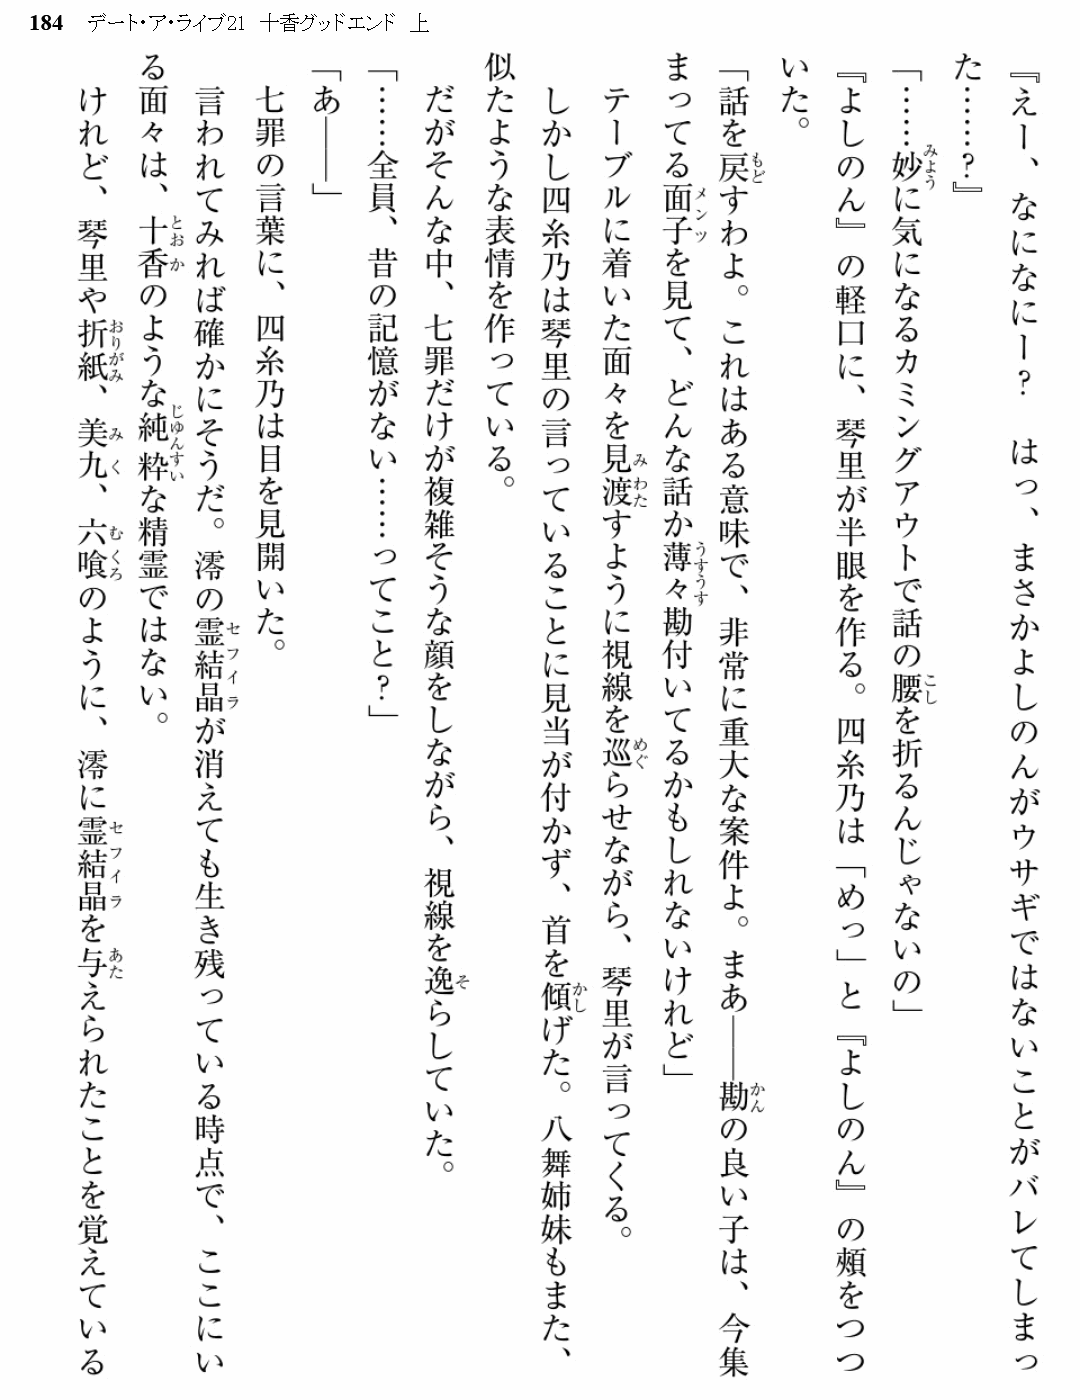 184 デート・ア・ライブ21 十香グッドエンド 上
『えー、なになにー? はっ、まさかよしのんがウサギではないことがバレてしまっ
た……?』
「……妙に気になるカミングアウトで話の腰を折るんじゃないの」
『よしのん』の軽口に、琴里が半眼を作る。四糸乃は「めっ」と『よしのん』の頰をつつ
いた。
「話を戻すわよ。これはある意味で、非常に重大な案件よ。まあ――勘の良い子は、今集
まってる面子を見て、どんな話か薄々勘付いてるかもしれないけれど」
テーブルに着いた面々を見渡すように視線を巡らせながら、琴里が言ってくる。
しかし四糸乃は琴里の言っていることに見当が付かず、首を傾げた。八舞姉妹もまた、
似たような表情を作っている。
だがそんな中、七罪だけが複雑そうな顔をしながら、視線を逸らしていた。
「……全員、昔の記憶がない……ってこと?」
「あ――」
七罪の言葉に、四糸乃は目を見開いた。
言われてみれば確かにそうだ。澪の霊結晶が消えても生き残っている時点で、ここにい
る面々は、十香のような純粋な精霊ではない。
けれど、琴里や折紙、美九、六喰のように、澪に霊結晶を与えられたことを覚えている